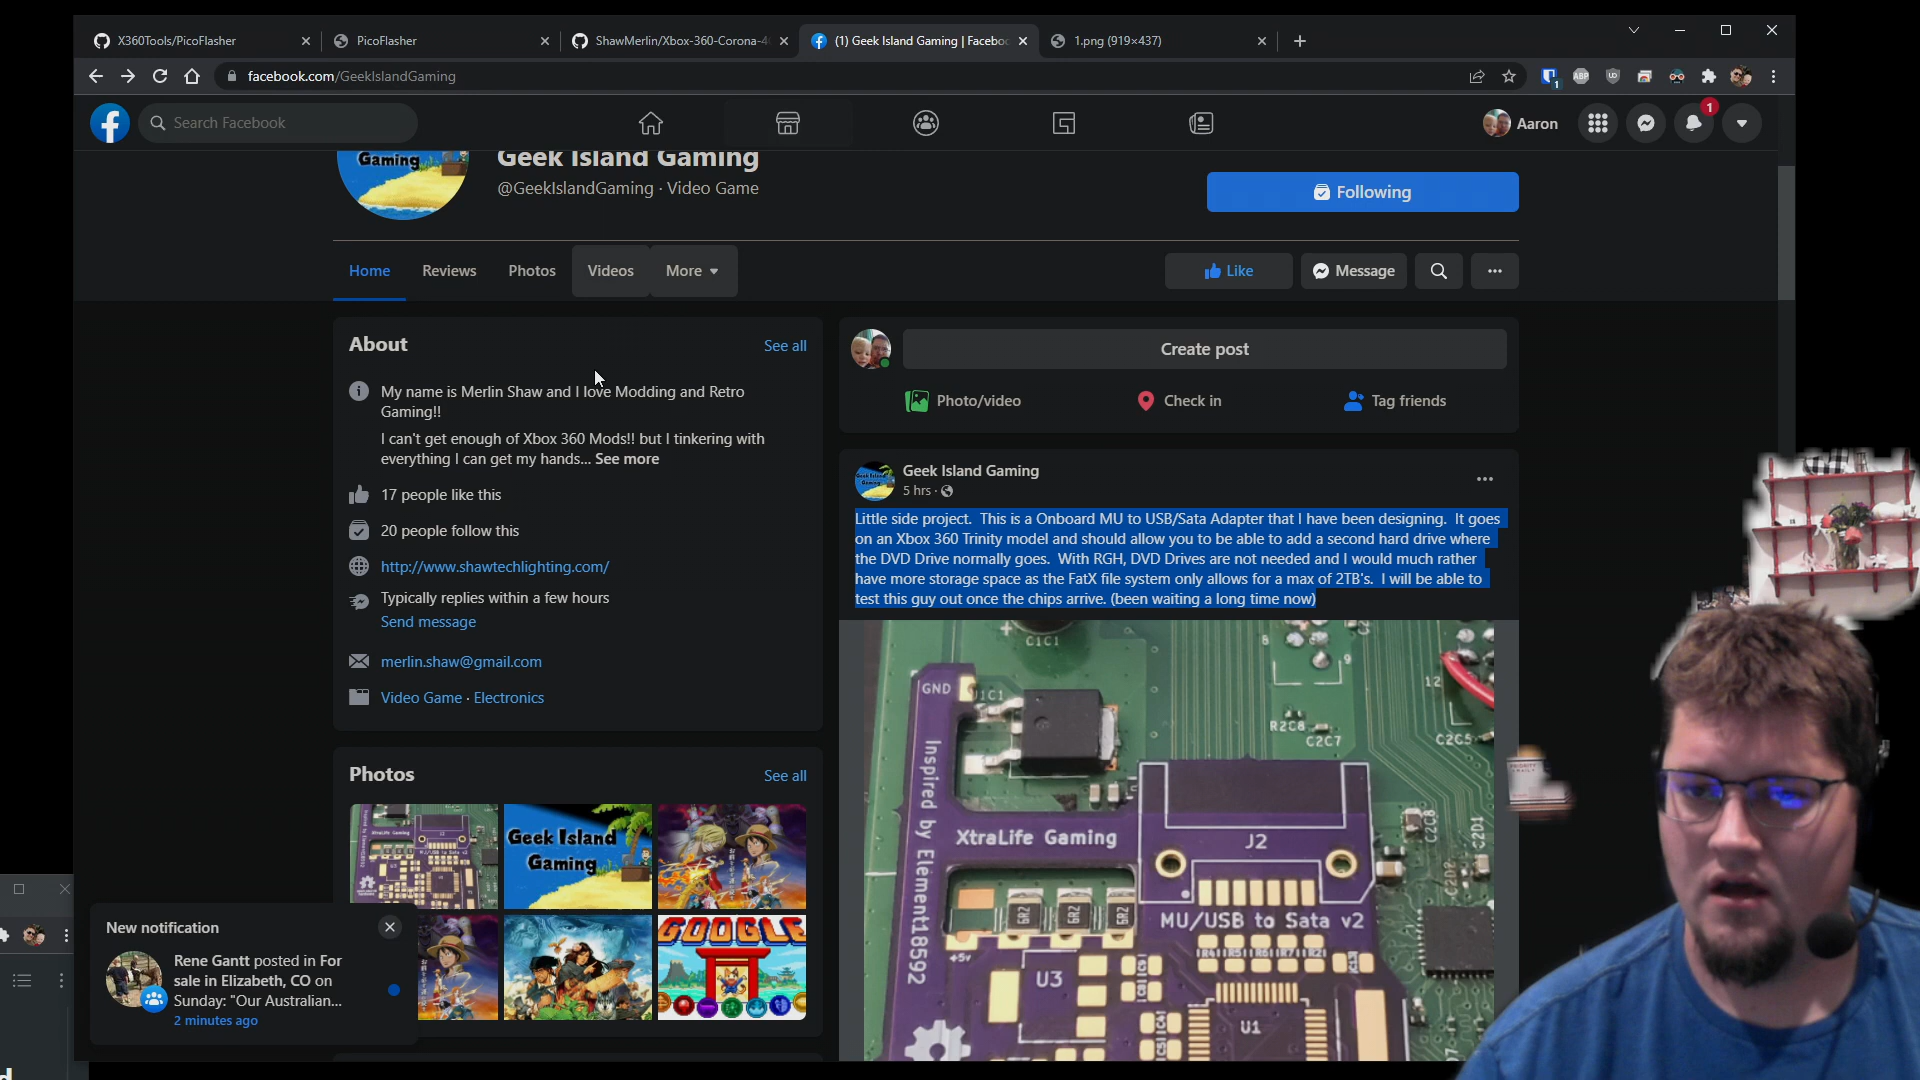 X360Tools/PicoFlasher
PicoFlasher
ShawMerlin/Xbox-360-Corona-4
(1) Geek Island Gaming | Facebo
1.png (919×437)
facebook.com/GeekIslandGaming
Search Facebook
Aaron
1
Gaming
Geek Island Gaming
@GeekIslandGaming · Video Game
Following
Home
Reviews
Photos
Videos
More
Like
Message
About
See all
My name is Merlin Shaw and I love Modding and Retro
Gaming!!
I can't get enough of Xbox 360 Mods!! but I tinkering with
everything I can get my hands... See more
17 people like this
20 people follow this
http://www.shawtechlighting.com/
Typically replies within a few hours
Send message
merlin.shaw@gmail.com
Video Game · Electronics
Photos
See all
Geek Island
Gaming
GOOGLE
New notification
Rene Gantt posted in For
sale in Elizabeth, CO on
Sunday: "Our Australian...
2 minutes ago
Create post
Photo/video
Check in
Tag friends
Geek Island Gaming
5 hrs ·
Little side project. This is a Onboard MU to USB/Sata Adapter that I have been designing. It goes
on an Xbox 360 Trinity model and should allow you to be able to add a second hard drive where
the DVD Drive normally goes. With RGH, DVD Drives are not needed and I would much rather
have more storage space as the FatX file system only allows for a max of 2TB's. I will be able to
test this guy out once the chips arrive. (been waiting a long time now)
C1C1
GND
U1C1
R2C8
C2C7
C2C5
12
Inspired by Element18592
XtraLife Gaming
J2
C2C8
C2D1
C2D2
6R2
6R2
6R2
MU/USB to Sata v2
+5v
U3
U1